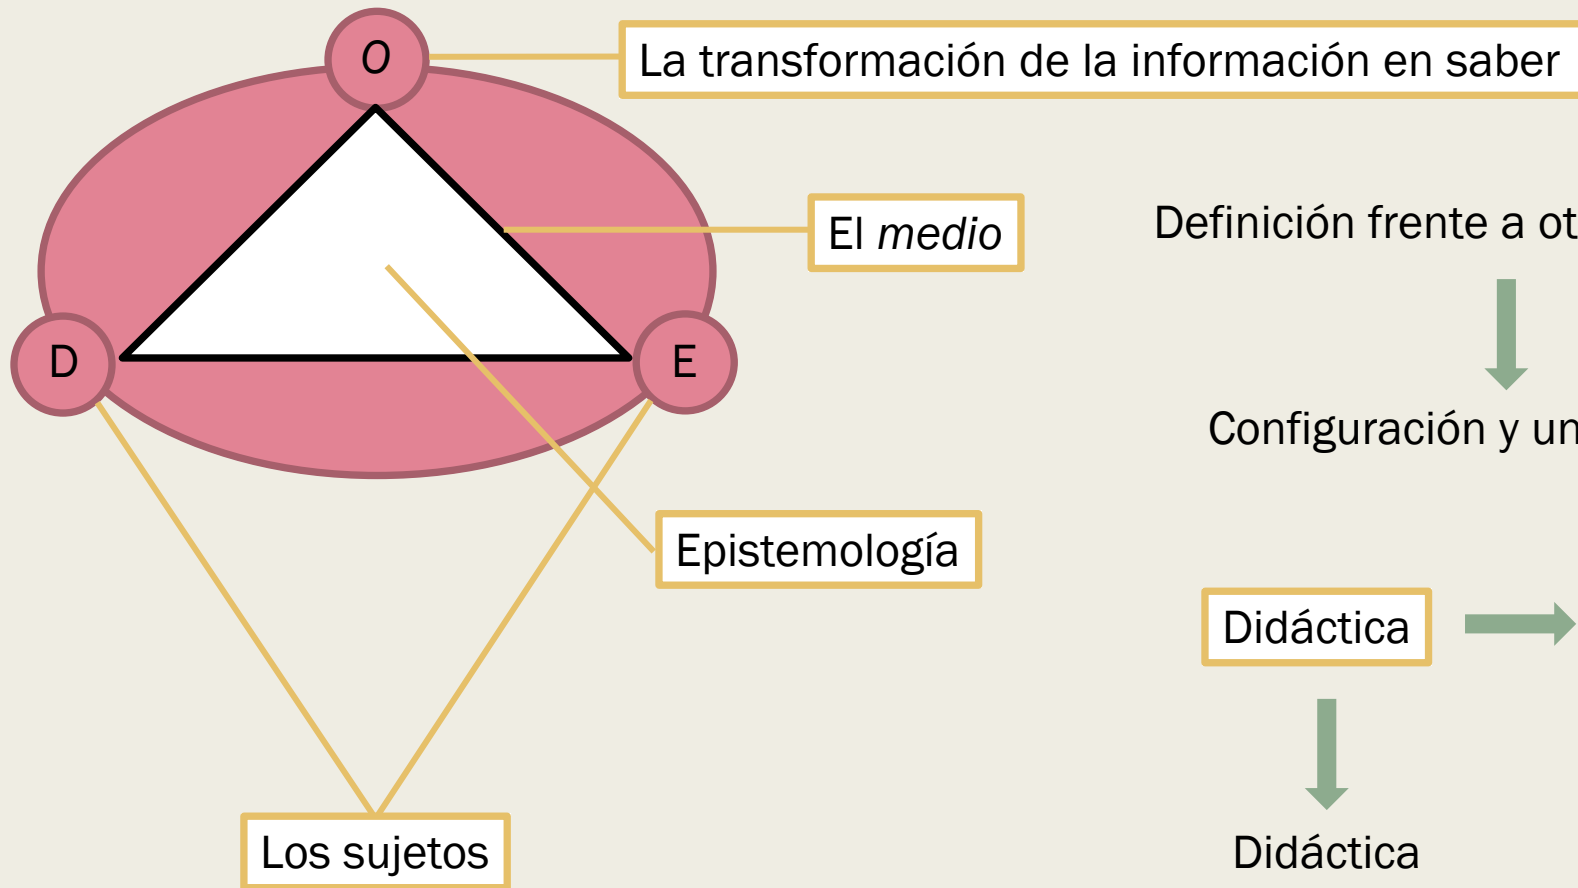 O
La transformación de la información en saber
El medio
Definición frente a ot
D
E
Configuración y un
Epistemología
Didáctica
Los sujetos
Didáctica